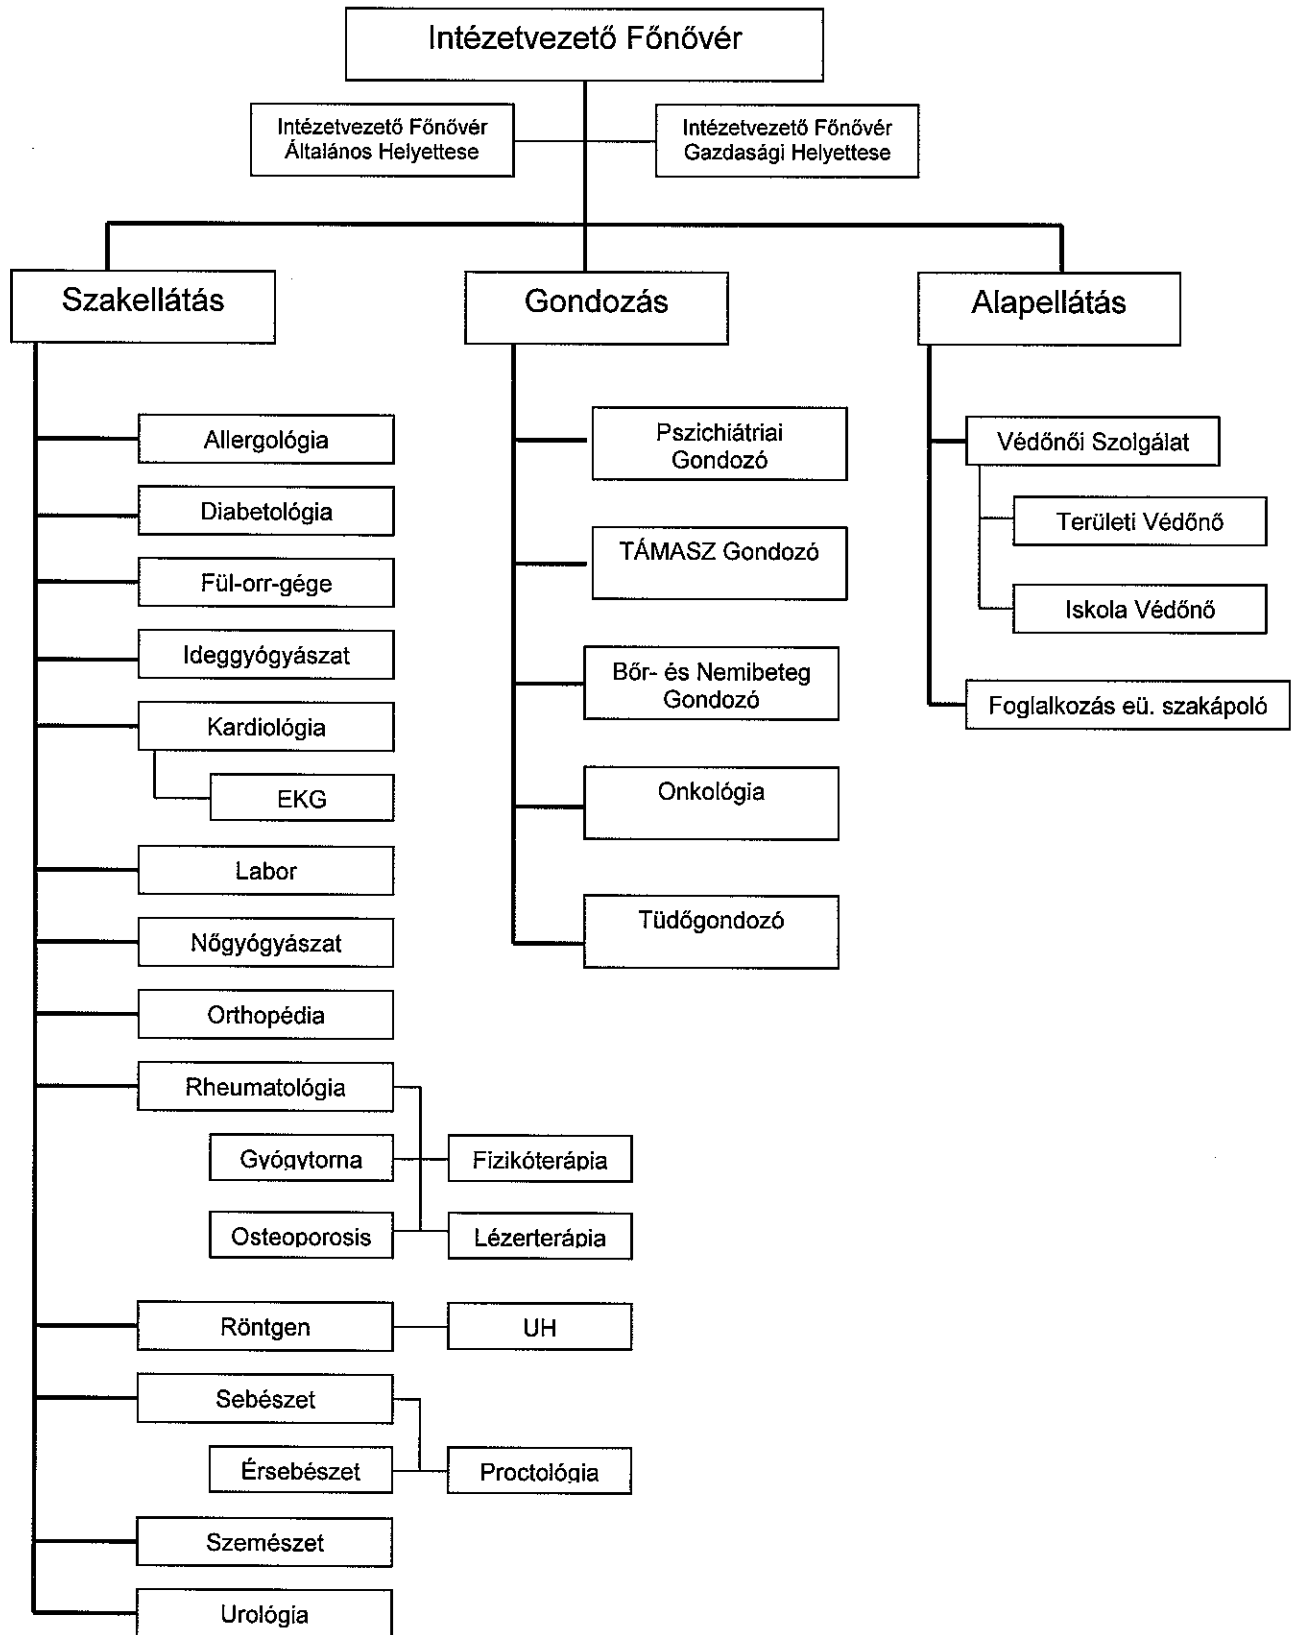 Intézetvezető Főnővér
Intézetvezető Főnővér
Általános Helyettese
Intézetvezető Főnővér
Gazdasági Helyettese
Szakellátás
Allergológia
Diabetológia
Fül-orr-gége
Ideggyógyászat
Kardiológia
EKG
Labor
Nőgyógyászat
Orthopédia
Rheumatológia
Gyógytorna
Fizikóterápia
Osteoporosis
Lézerterápia
Röntgen
UH
Sebészet
Érsebészet
Proctológia
Szemészet
Urológia
Gondozás
Pszichiátriai
Gondozó
TÁMASZ Gondozó
Bőr- és Nemibeteg
Gondozó
Onkológia
Tüdőgondozó
Alapellátás
Védőnői Szolgálat
Területi Védőnő
Iskola Védőnő
Foglalkozás eü. szakápoló